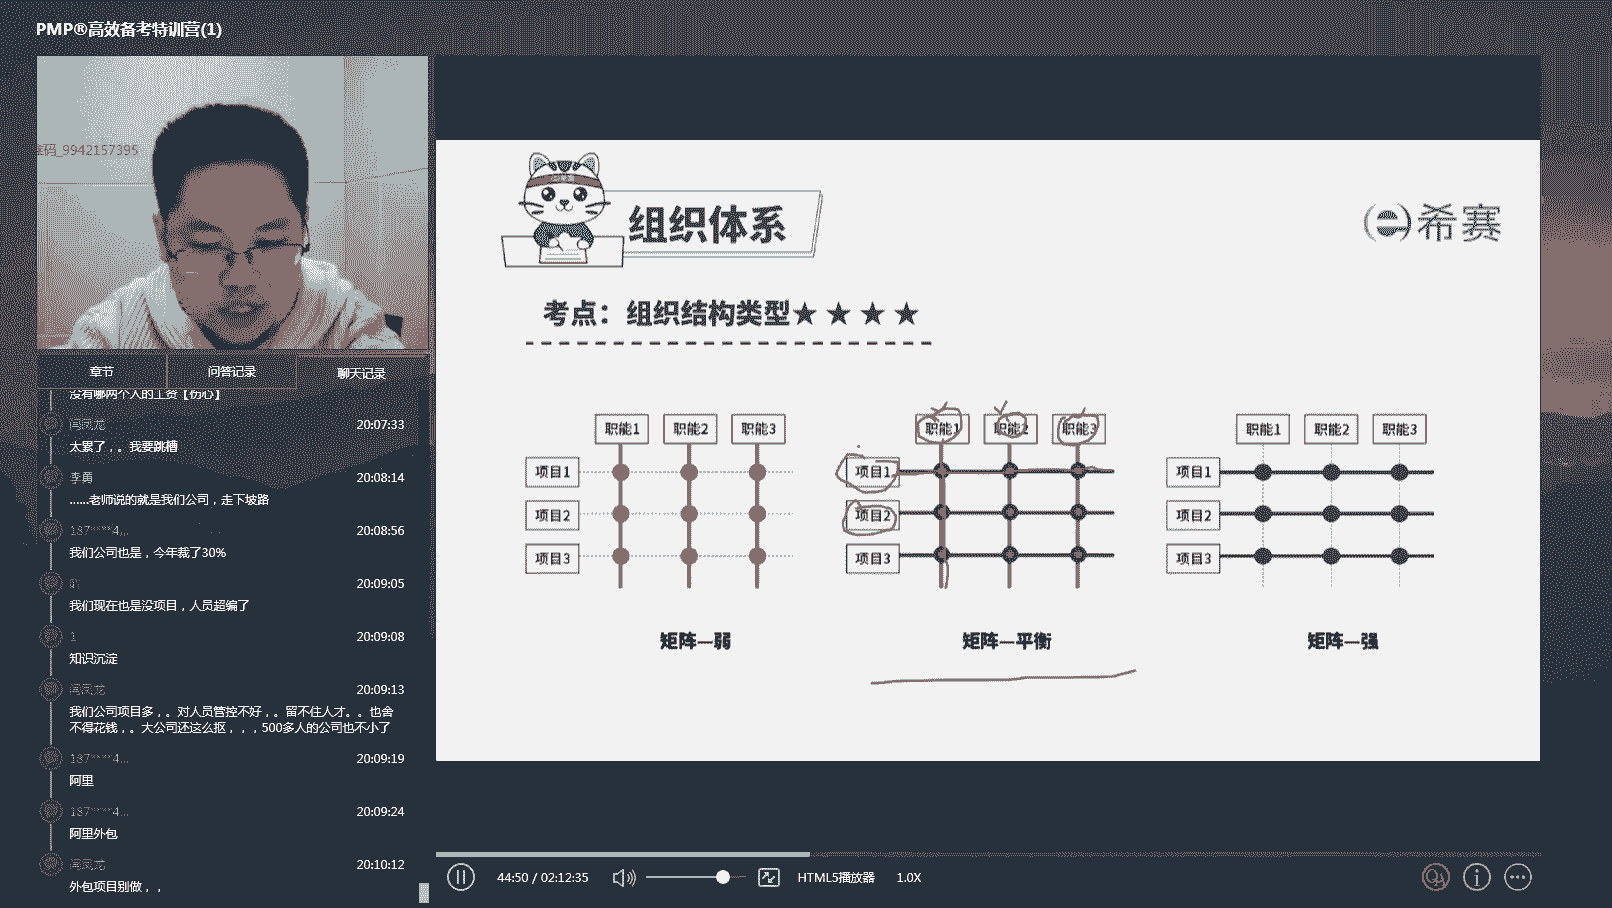 PMP®高效备考特训营(1)
码_9942157395
章节
问答记录
聊天记录
没有哪两个人的工资【伤心】
闫凤龙
20:07:33
太累了，。我要跳槽
李勇
20:08:14
......老师说的就是我们公司，走下坡路
187****4...
20:08:56
我们公司也是，今年裁了30%
20:09:05
我们现在也是没项目，人员超编了
1
20:09:08
知识沉淀
闫凤龙
20:09:13
我们公司项目多，。对人员管控不好，。留不住人才。。也舍
不得花钱，。大公司还这么抠，，，500多人的公司也不小了
187****4...
20:09:19
阿里
187****4...
20:09:24
阿里外包
闫凤龙
20:10:12
外包项目别做，，
组织体系
希赛
考点：组织结构类型★★★★
职能1
职能2
职能3
项目1
项目2
项目3
矩阵—弱
职能1
职能2
职能3
项目1
项目2
项目3
矩阵—平衡
职能1
职能2
职能3
项目1
项目2
项目3
矩阵—强
44:50 / 02:12:35
HTML5播放器
1.0X